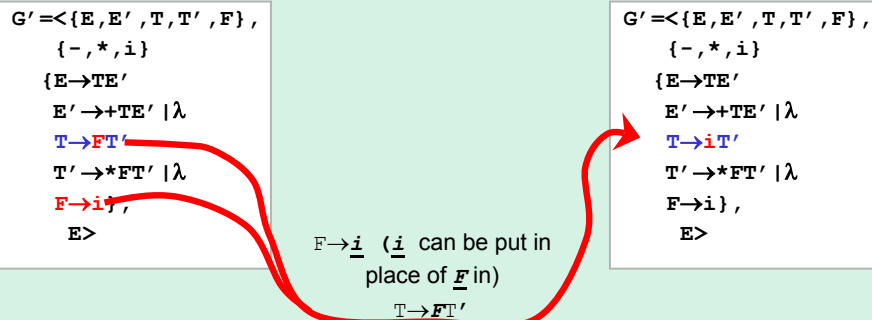 G′=<{E,E′,T,T′,F},
{-,*,i}
{E→TE′
E′→+TE′|λ
T→FT′
T′→*FT′|λ
F→i},
E>
F→i (i can be put in
place of F in)
T→FT′
G′=<{E,E′,T,T′,F},
{-,*,i}
{E→TE′
E′→+TE′|λ
T→iT′
T′→*FT′|λ
F→i},
E>